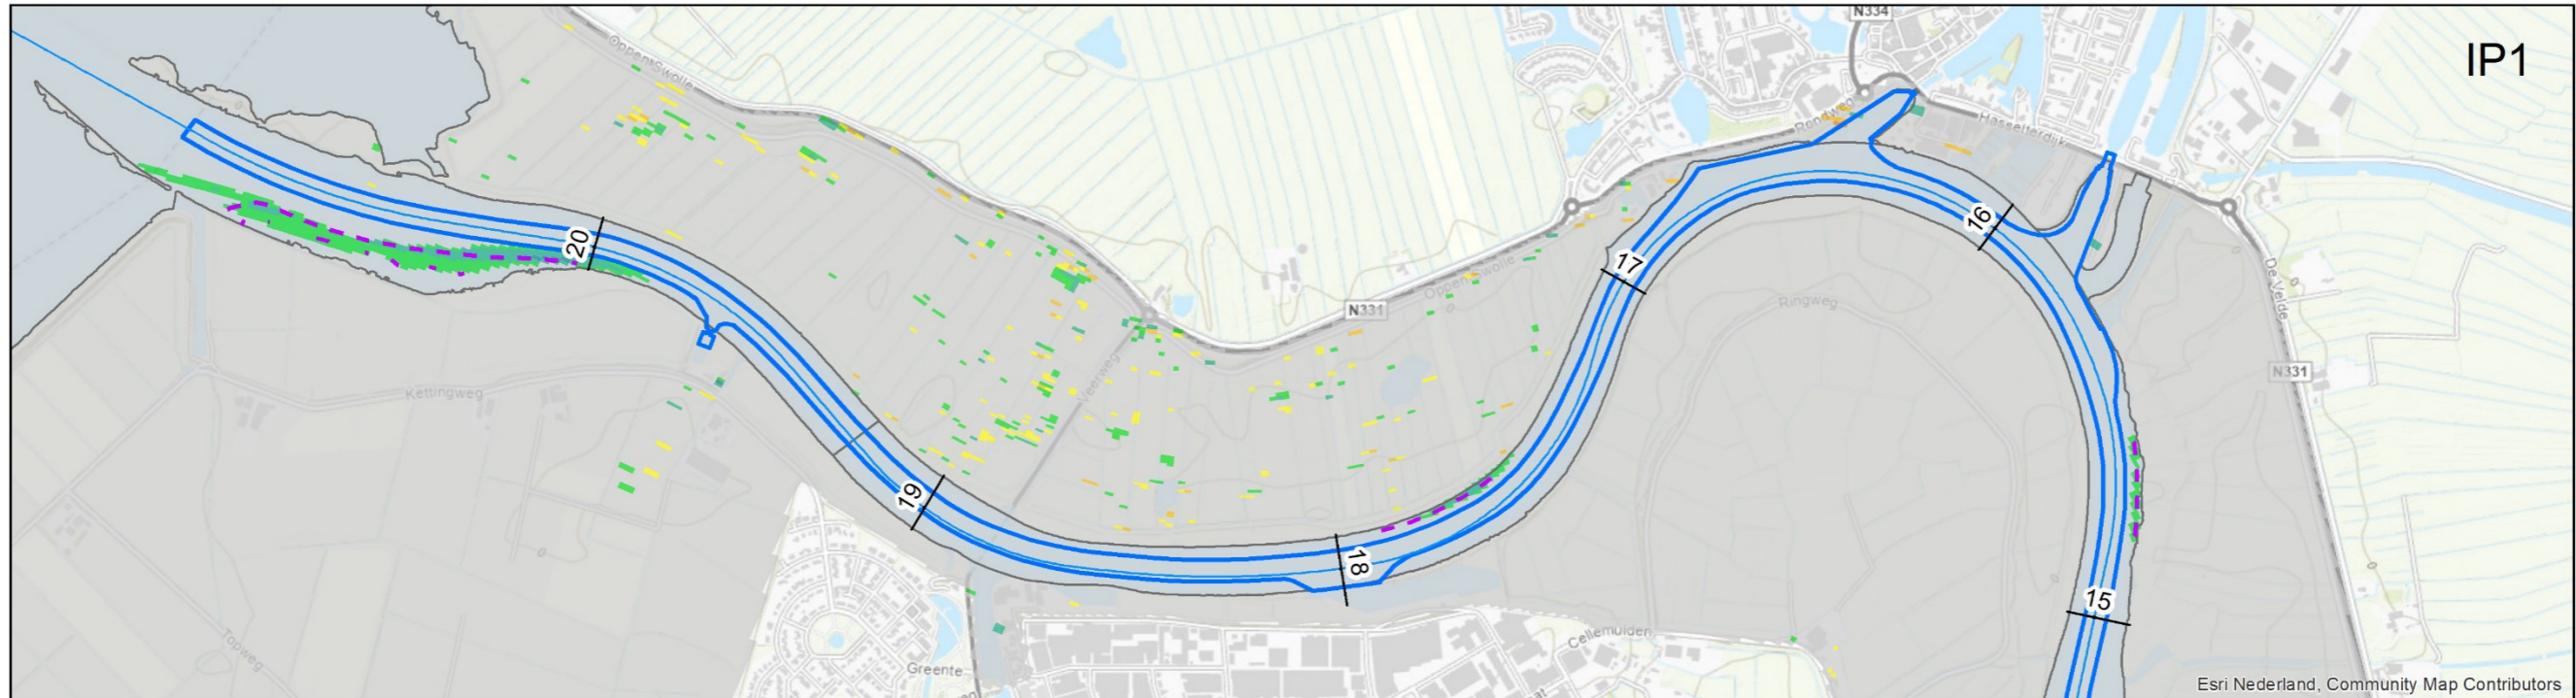 IP1
N334
Oppen Swolle
Rondweg
Hasselterdijk
16
20
17
De Velde
Oppen Swolle
N331
Ringweg
N331
Kettingweg
Veerweg
19
18
15
Topweg
Greente
Cellemuiden
Esri Nederland, Community Map Contributors